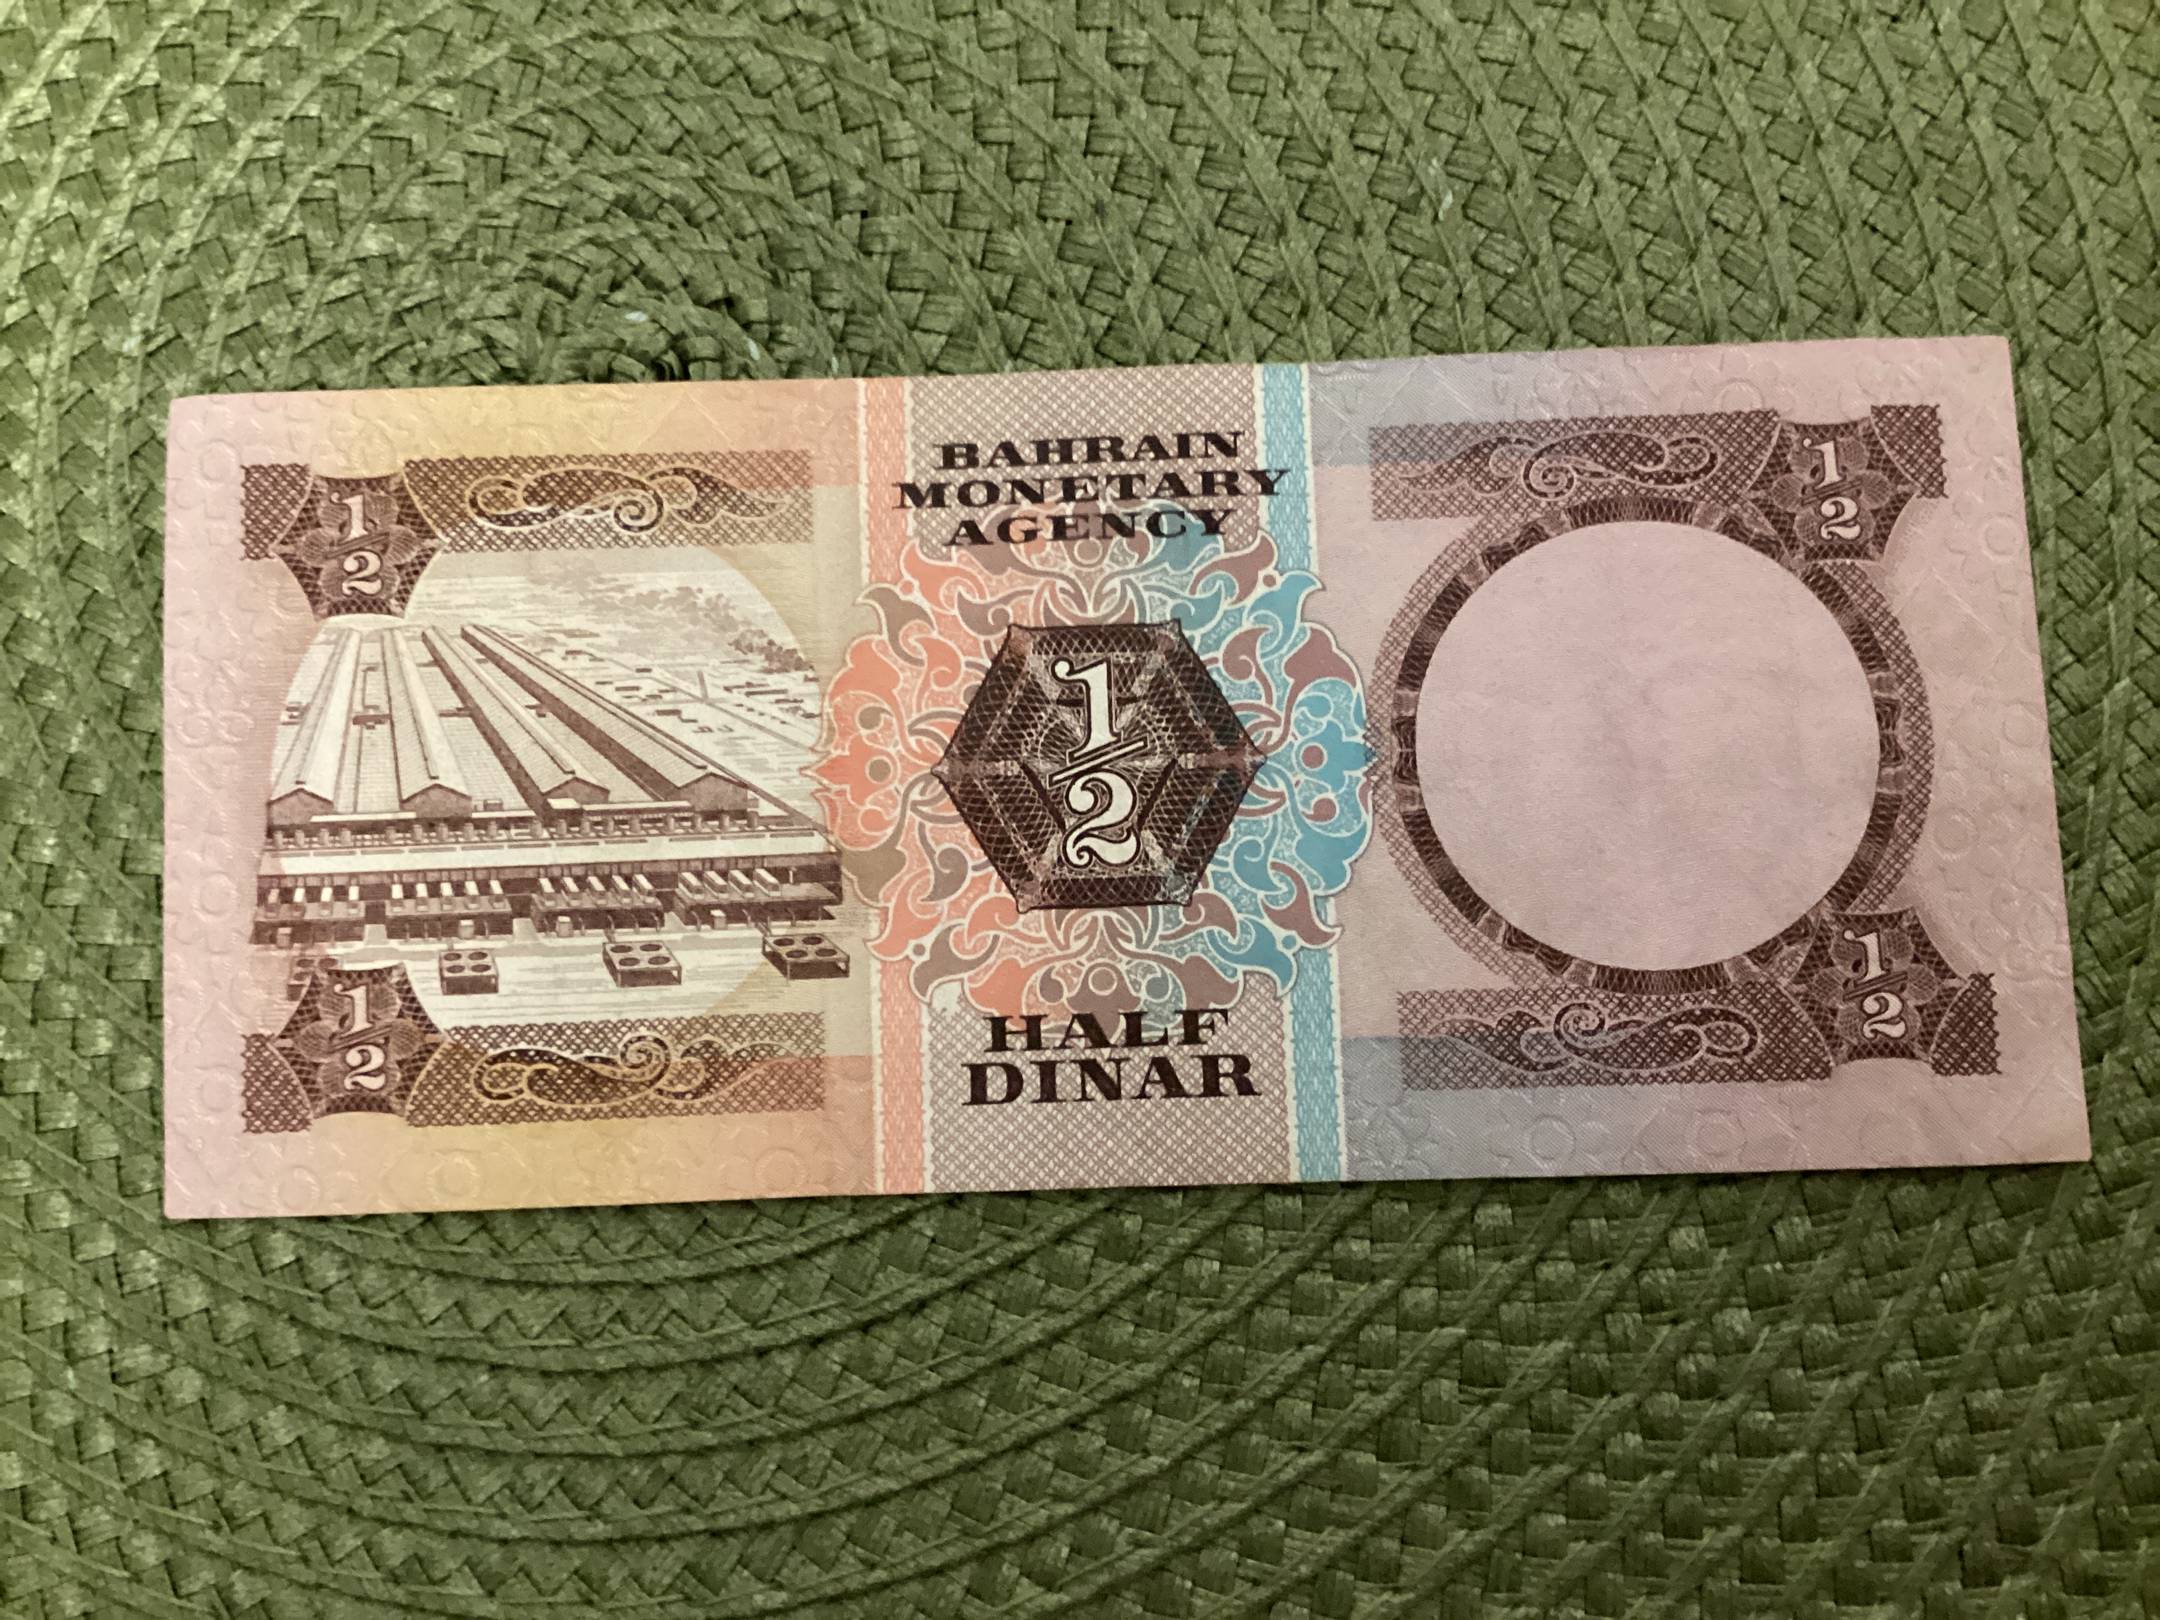 1/2
1/2
BAHRAIN
MONETARY
AGENCY
1/2
HALF
DINAR
1/2
1/2